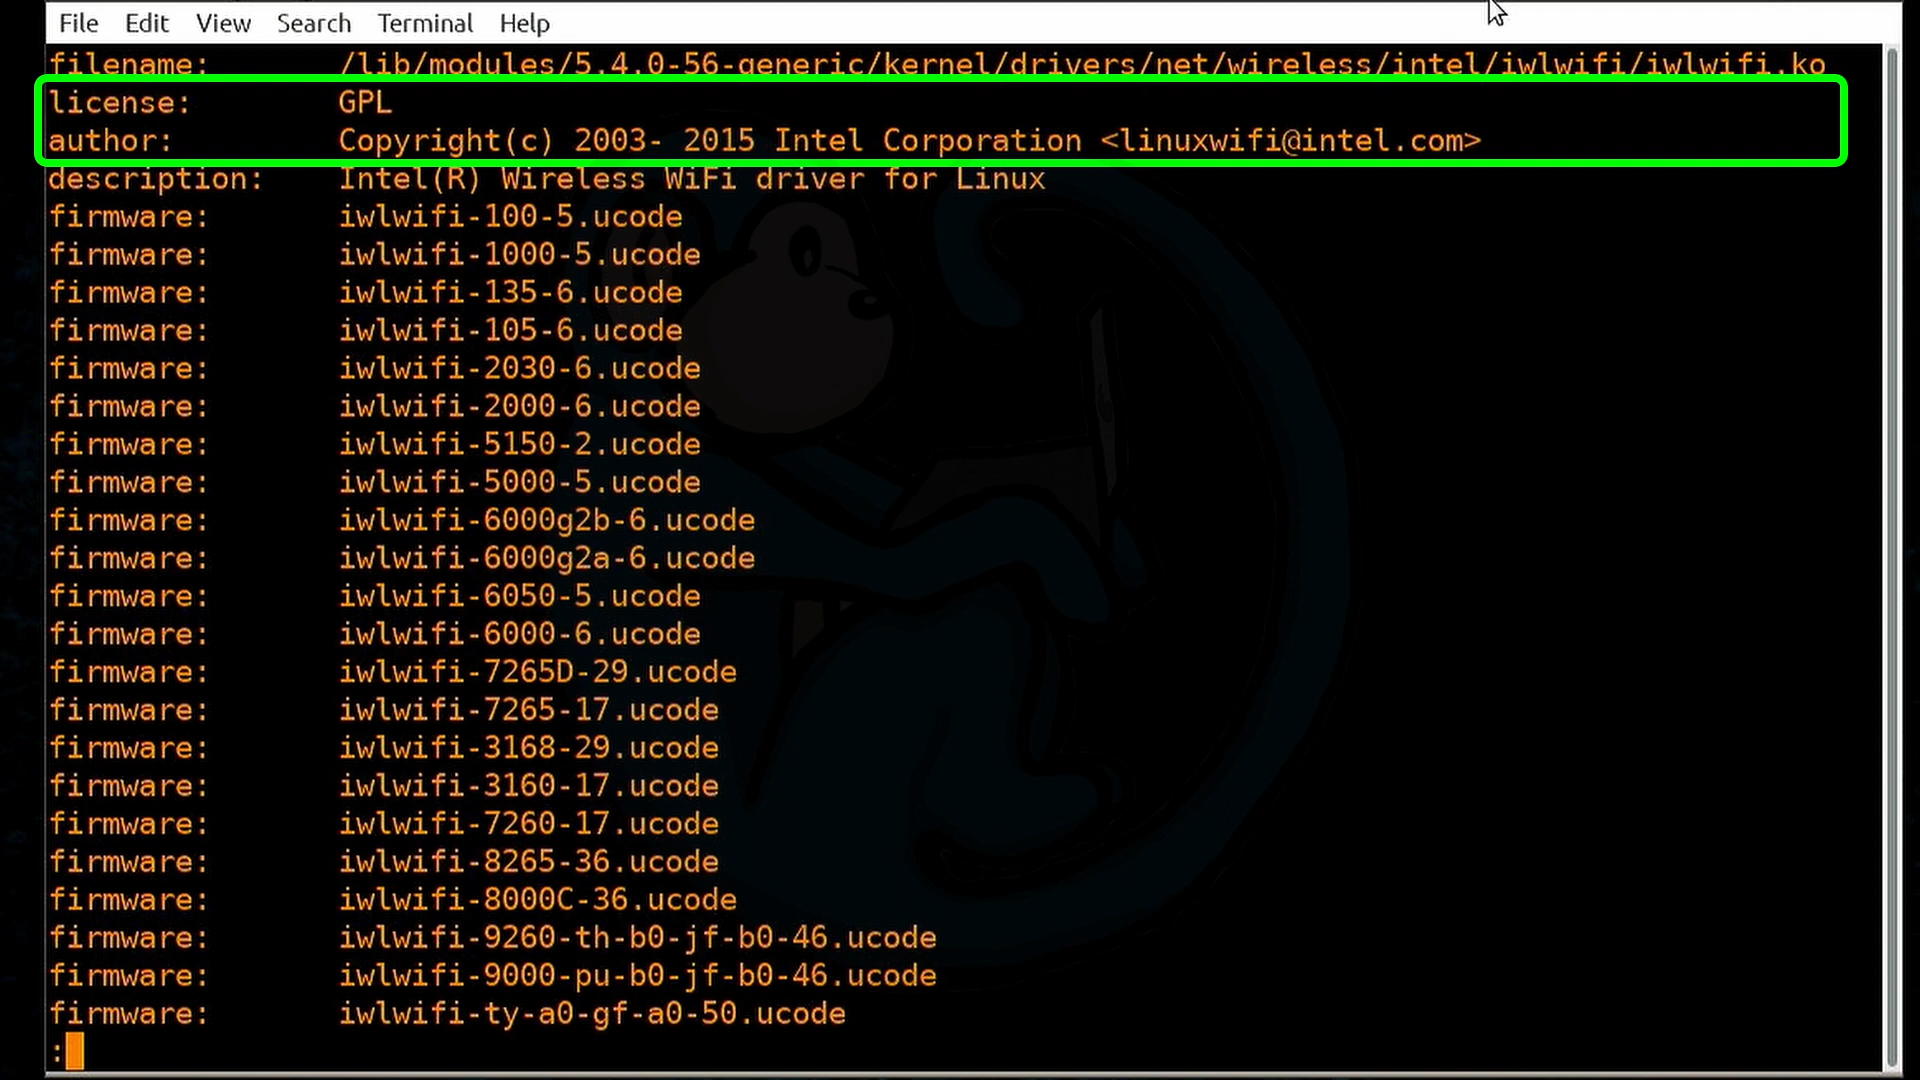 File Edit View Search Terminal Help
filename: /lib/modules/5.4.0-56-generic/kernel/drivers/net/wireless/intel/iwlwifi/iwlwifi.ko
license: GPL
author: Copyright(c) 2003- 2015 Intel Corporation <linuxwifi@intel.com>
description: Intel(R) Wireless WiFi driver for Linux
firmware: iwlwifi-100-5.ucode
firmware: iwlwifi-1000-5.ucode
firmware: iwlwifi-135-6.ucode
firmware: iwlwifi-105-6.ucode
firmware: iwlwifi-2030-6.ucode
firmware: iwlwifi-2000-6.ucode
firmware: iwlwifi-5150-2.ucode
firmware: iwlwifi-5000-5.ucode
firmware: iwlwifi-6000g2b-6.ucode
firmware: iwlwifi-6000g2a-6.ucode
firmware: iwlwifi-6050-5.ucode
firmware: iwlwifi-6000-6.ucode
firmware: iwlwifi-7265D-29.ucode
firmware: iwlwifi-7265-17.ucode
firmware: iwlwifi-3168-29.ucode
firmware: iwlwifi-3160-17.ucode
firmware: iwlwifi-7260-17.ucode
firmware: iwlwifi-8265-36.ucode
firmware: iwlwifi-8000C-36.ucode
firmware: iwlwifi-9260-th-b0-jf-b0-46.ucode
firmware: iwlwifi-9000-pu-b0-jf-b0-46.ucode
firmware: iwlwifi-ty-a0-gf-a0-50.ucode
: